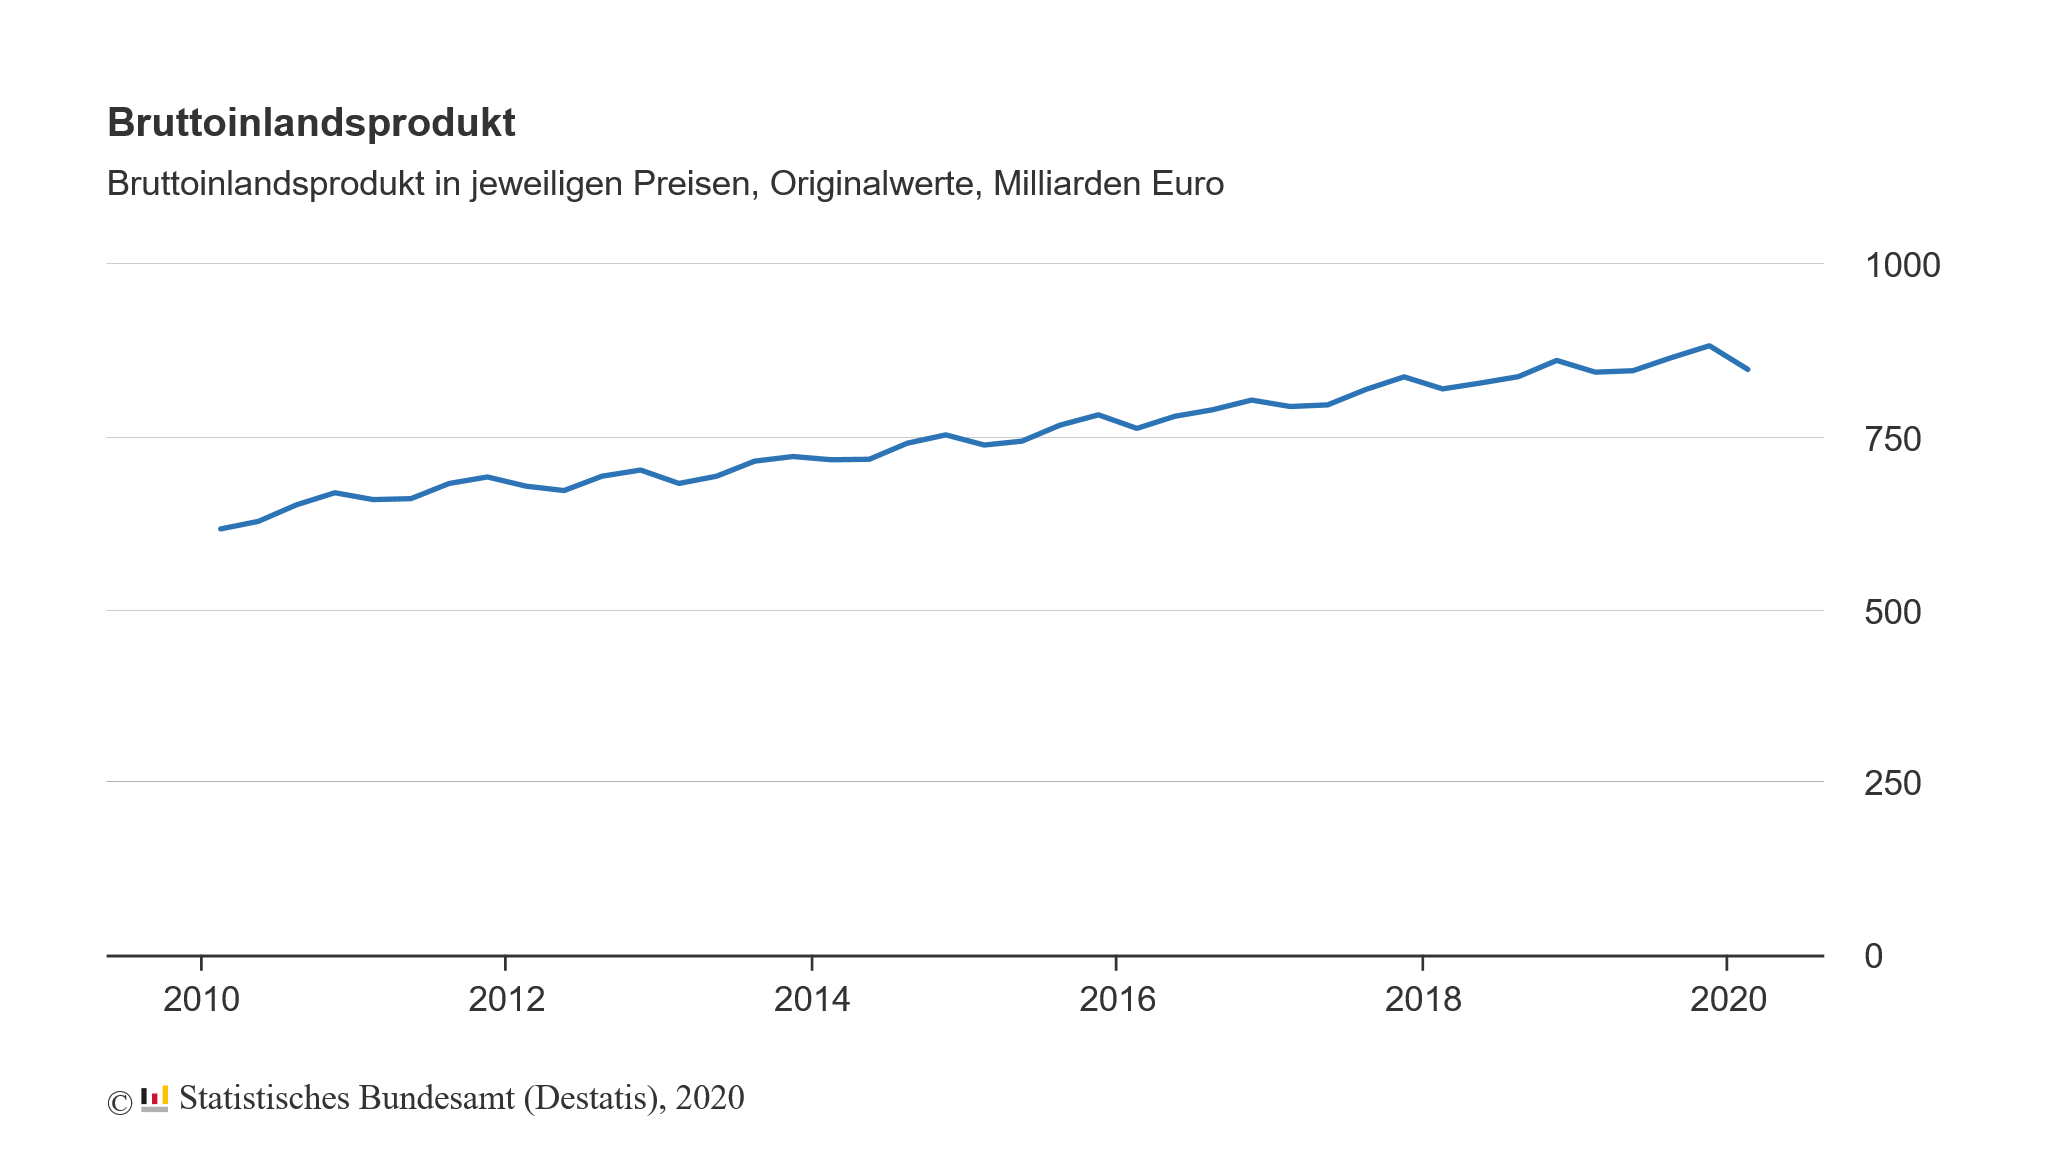 Bruttoinlandsprodukt
Bruttoinlandsprodukt in jeweiligen Preisen, Originalwerte, Milliarden Euro
1000
750
500
250
0
2010 2012 2014 2016 2018 2020
© Statistisches Bundesamt (Destatis), 2020